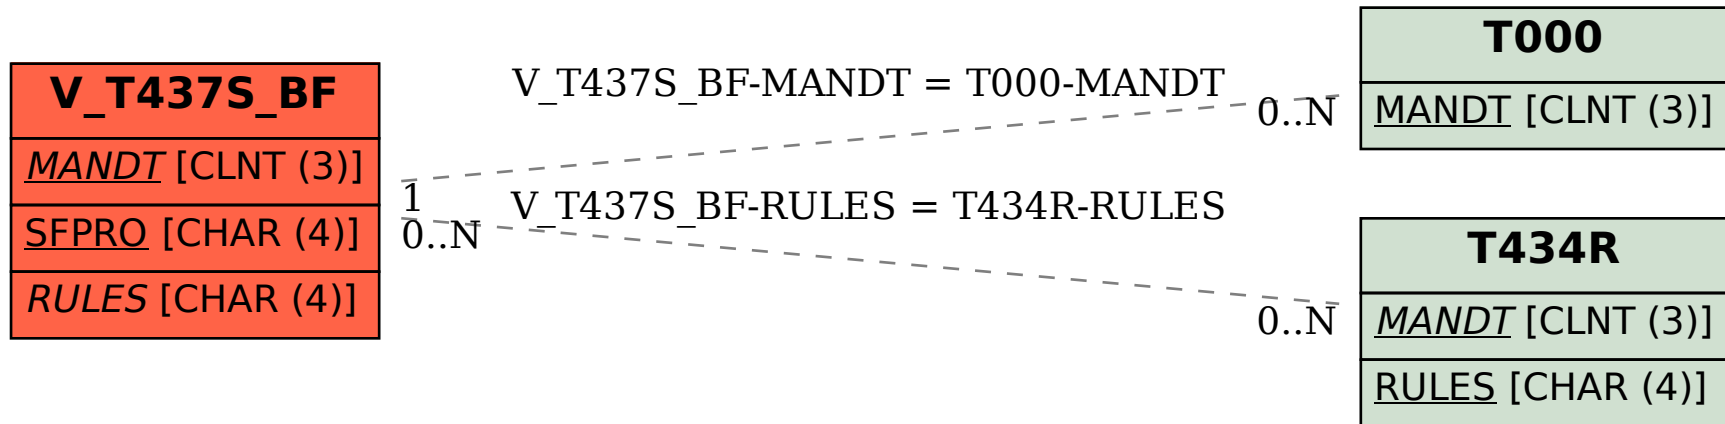 V_T437S_BF
MANDT [CLNT (3)]
SFPRO [CHAR (4)]
RULES [CHAR (4)]
V_T437S_BF-MANDT = T000-MANDT
1
0..N
V_T437S_BF-RULES = T434R-RULES
0..N
0..N
T000
MANDT [CLNT (3)]
T434R
MANDT [CLNT (3)]
RULES [CHAR (4)]